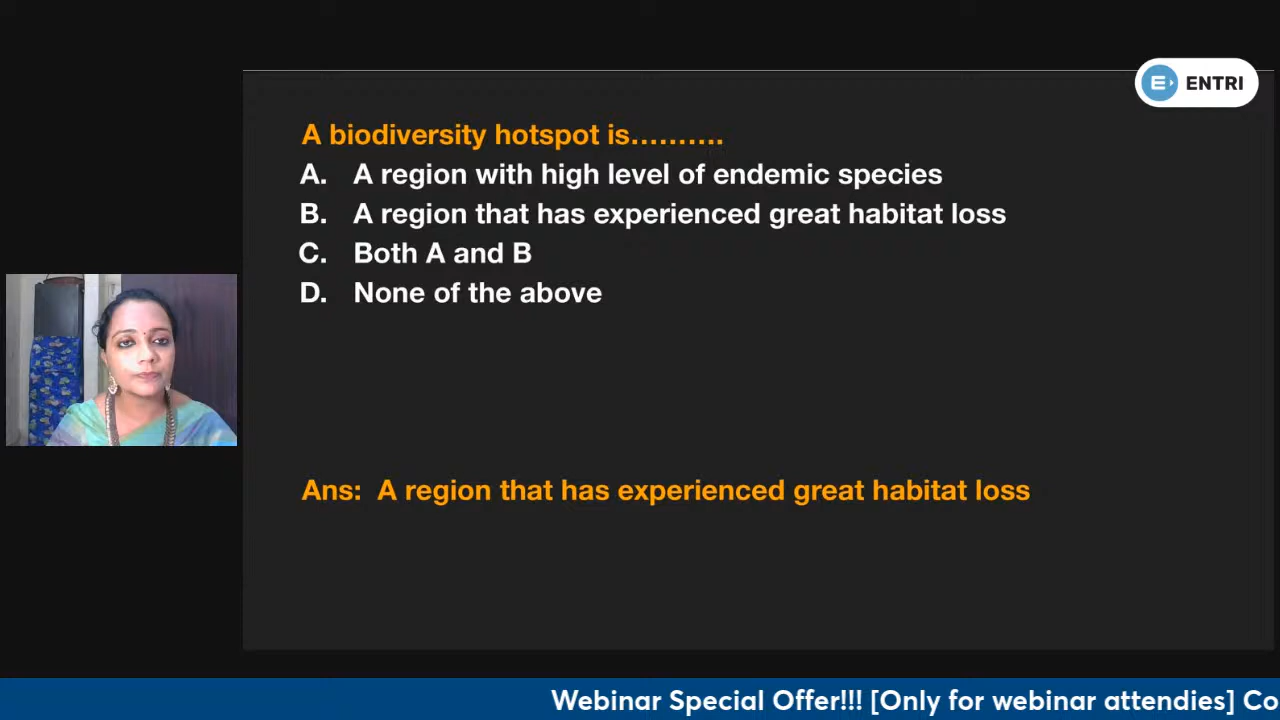 ENTRI
A biodiversity hotspot is..........
A. A region with high level of endemic species
B. A region that has experienced great habitat loss
C. Both A and B
D. None of the above
Ans: A region that has experienced great habitat loss
Webinar Special Offer!!! [Only for webinar attendies] Co